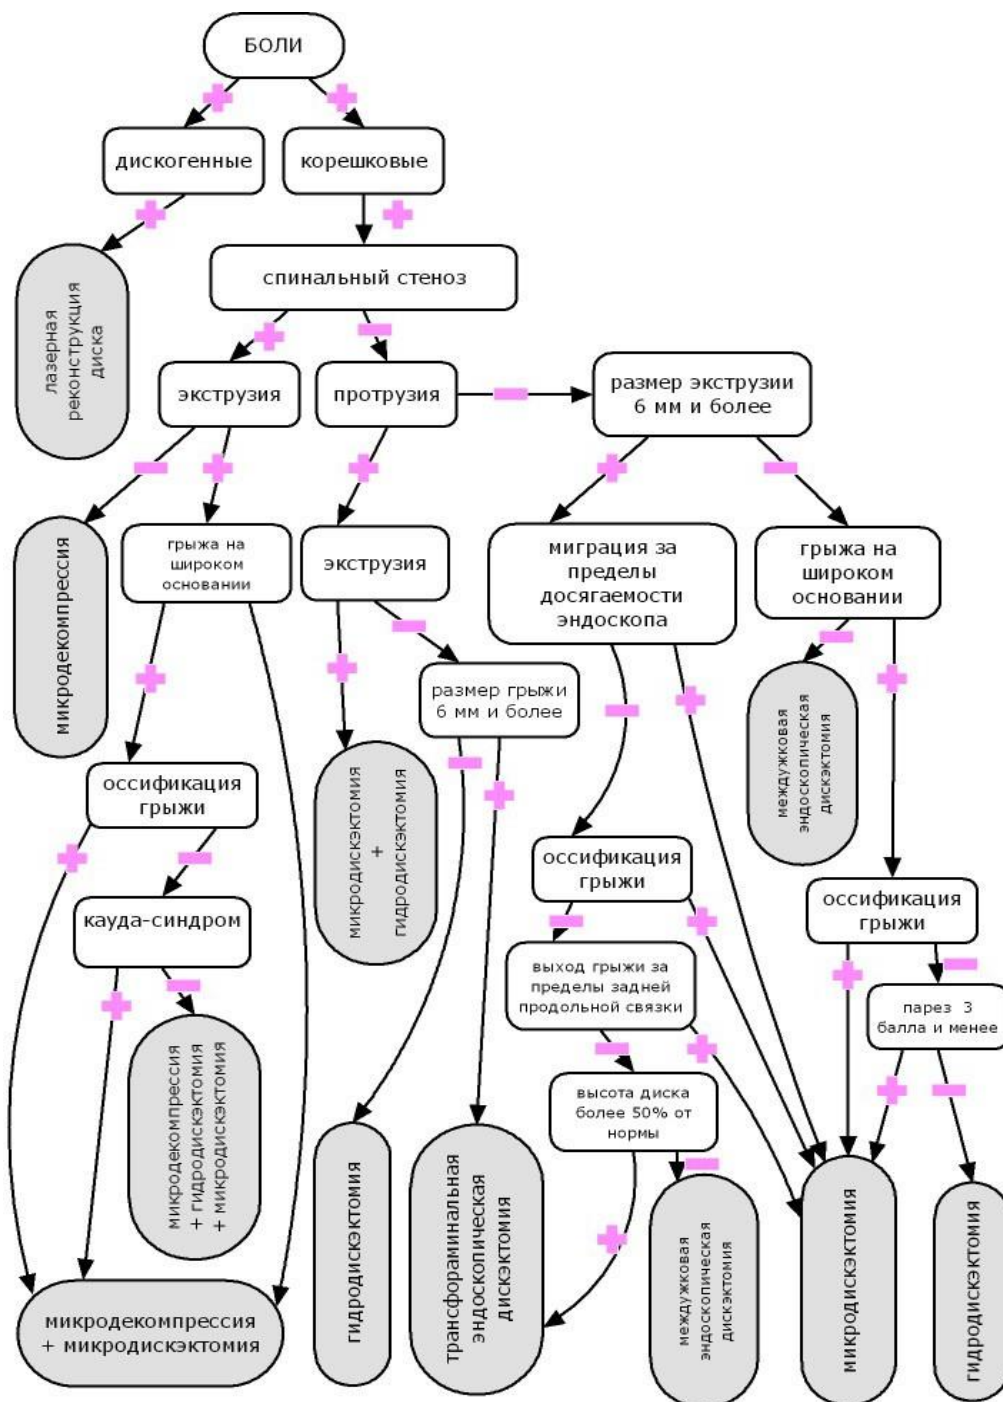 БОЛИ
дискогенные
корешковые
лазерная
реконструкция
диска
спинальный стеноз
экструзия
протрузия
размер экструзии
6 мм и более
микродекомпрессия
грыжа на
широком
основании
экструзия
миграция за
пределы
досягаемости
эндоскопа
грыжа на
широком
основании
размер грыжи
6 мм и более
междужковая
эндоскопическая
дискэктомия
оссификация
грыжи
микродискэктомия
+
гидродискэктомия
оссификация
грыжи
оссификация
грыжи
кауда-синдром
выход грыжи за
пределы задней
продольной связки
парез 3
балла и менее
микродекомпрессия
+ гидродискэктомия
+ микродискэктомия
высота диска
более 50% от
нормы
гидродискэктомия
трансфораминальная
эндоскопическая
дискэктомия
междужковая
эндоскопическая
дискэктомия
микродискэктомия
гидродискэктомия
микродекомпрессия
+ микродискэктомия